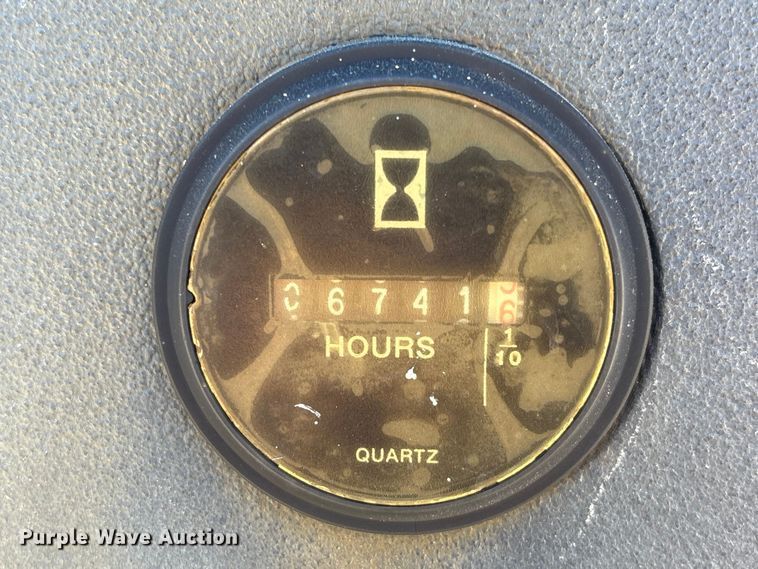 06741
HOURS
1
10
QUARTZ
Purple Wave Auction